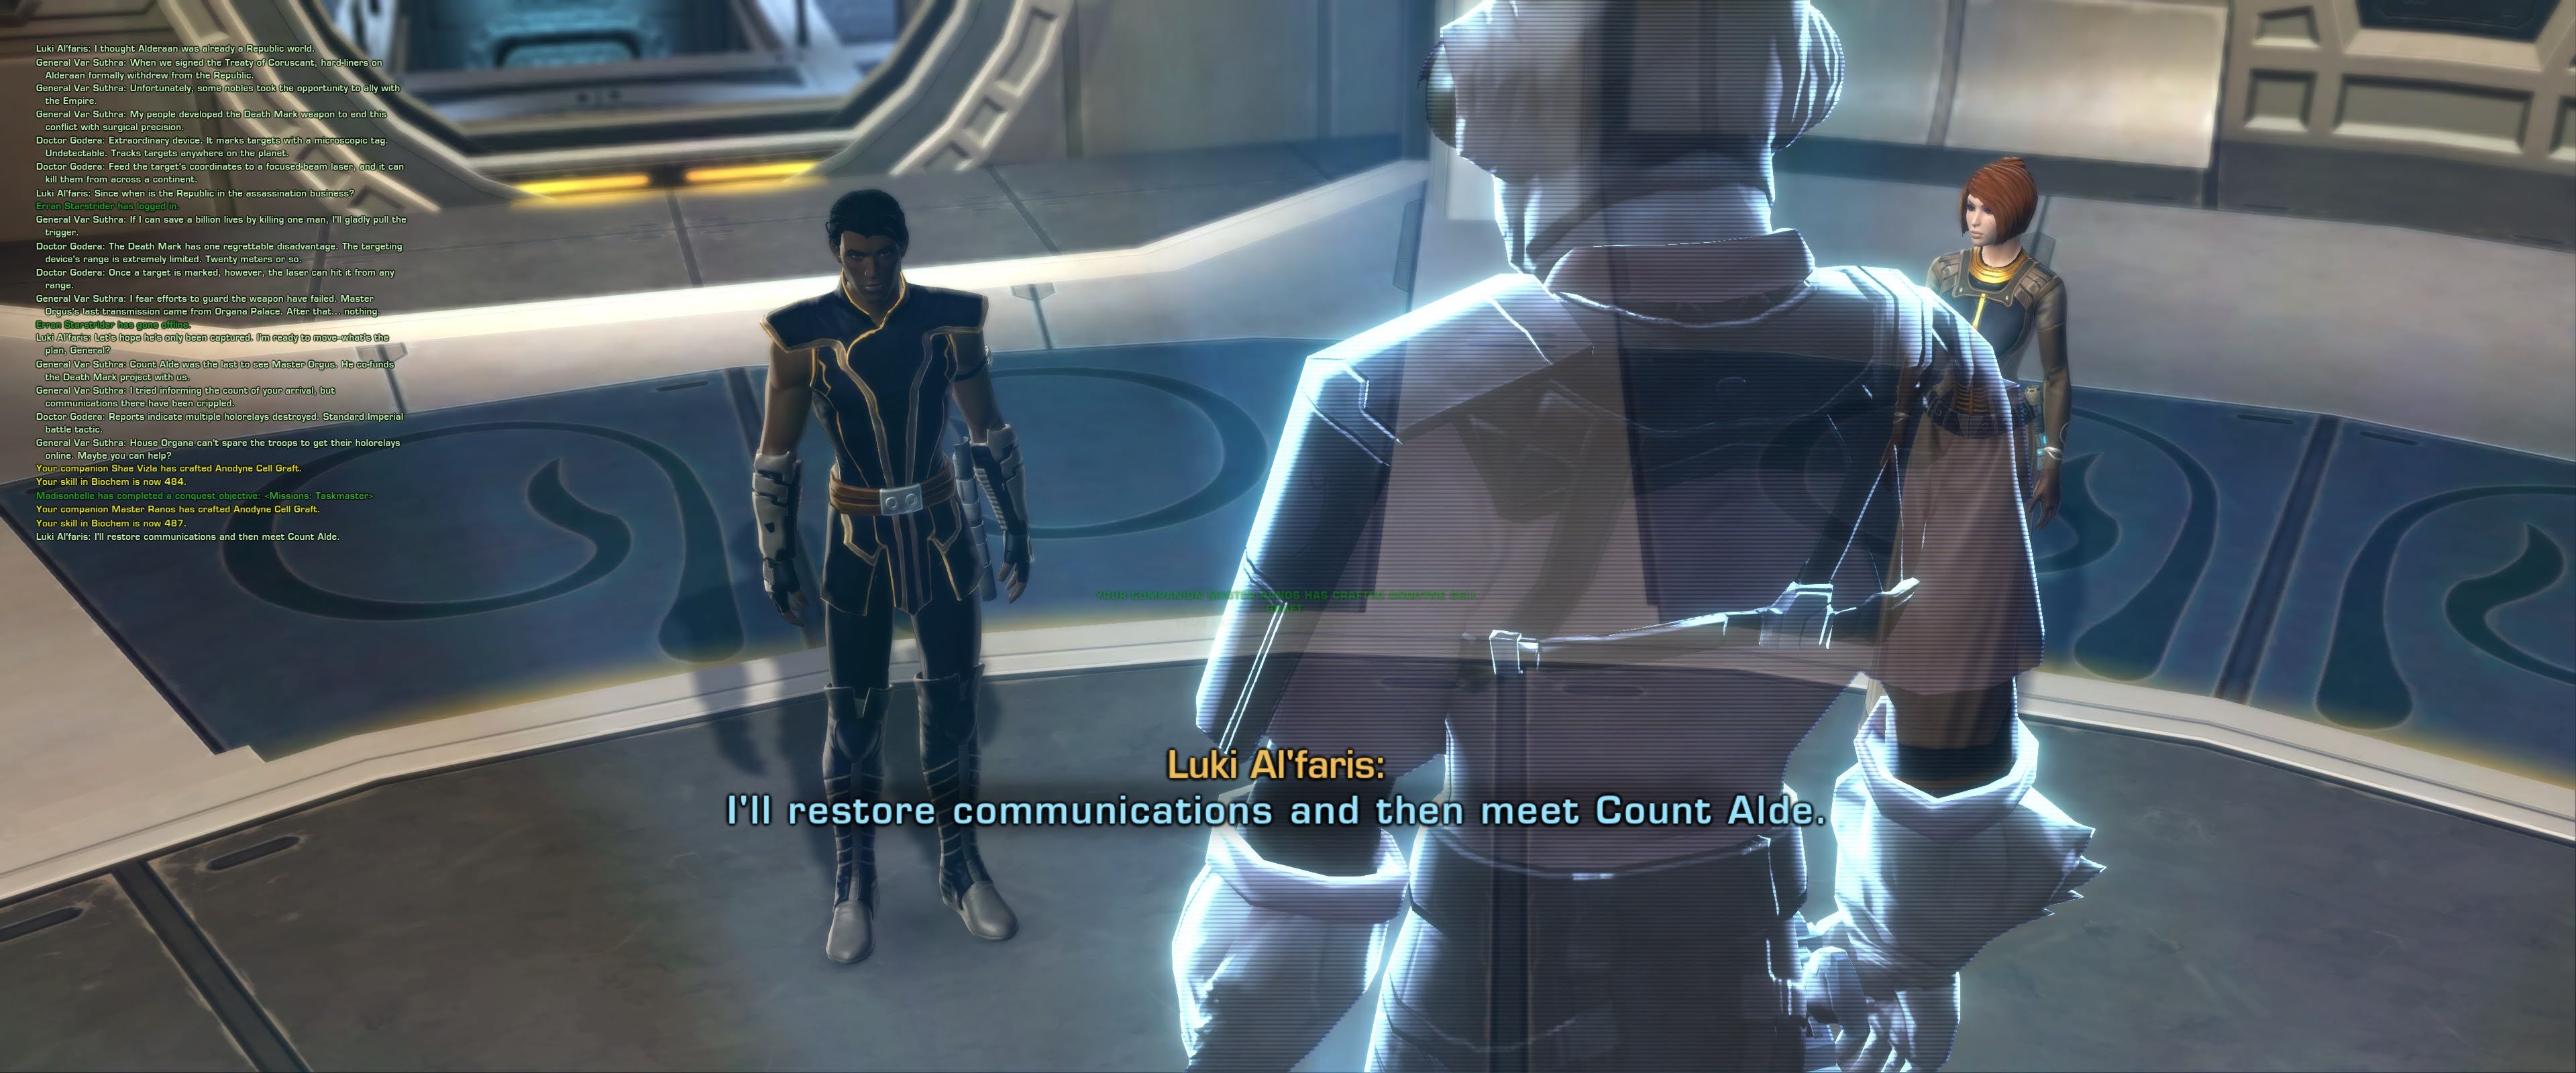 Luki Al'faris: I thought Alderaan was already a Republic world.
General Var Suthra: When we signed the Treaty of Coruscant, hard-liners on
Alderaan formally withdrew from the Republic.
General Var Suthra: Unfortunately, some nobles took the opportunity to ally with
the Empire.
General Var Suthra: My people developed the Death Mark weapon to end this
conflict with surgical precision.
Doctor Godera: Extraordinary device. It marks targets with a microscopic tag.
Undetectable. Tracks targets anywhere on the planet.
Doctor Godera: Feed the target's coordinates to a focused-beam laser, and it can
kill them from across a continent.
Luki Al'faris: Since when is the Republic in the assassination business?
Erran Starstrider has logged in.
General Var Suthra: If I can save a billion lives by killing one man, I'll gladly pull the
trigger.
Doctor Godera: The Death Mark has one regrettable disadvantage. The targeting
device's range is extremely limited. Twenty meters or so.
Doctor Godera: Once a target is marked, however, the laser can hit it from any
range.
General Var Suthra: I fear efforts to guard the weapon have failed. Master
Orgus's last transmission came from Organa Palace. After that... nothing.
Erran Starstrider has gone offline.
Luki Al'faris: Let's hope he's only been captured. I'm ready to move-what's the
plan, General?
General Var Suthra: Count Alde was the last to see Master Orgus. He co-funds
the Death Mark project with us.
General Var Suthra: I tried informing the count of your arrival, but
communications there have been crippled.
Doctor Godera: Reports indicate multiple holorelays destroyed. Standard Imperial
battle tactic.
General Var Suthra: House Organa can't spare the troops to get their holorelays
online. Maybe you can help?
Your companion Shae Vizla has crafted Anodyne Cell Graft.
Your skill in Biochem is now 484.
Madisonbelle has completed a conquest objective: <Missions: Taskmaster>
Your companion Master Ranos has crafted Anodyne Cell Graft.
Your skill in Biochem is now 487.
Luki Al'faris: I'll restore communications and then meet Count Alde.
YOUR COMPANION MASTER RANOS HAS CRAFTED ANODYNE CELL
GRAFT.
Luki Al'faris:
I'll restore communications and then meet Count Alde.